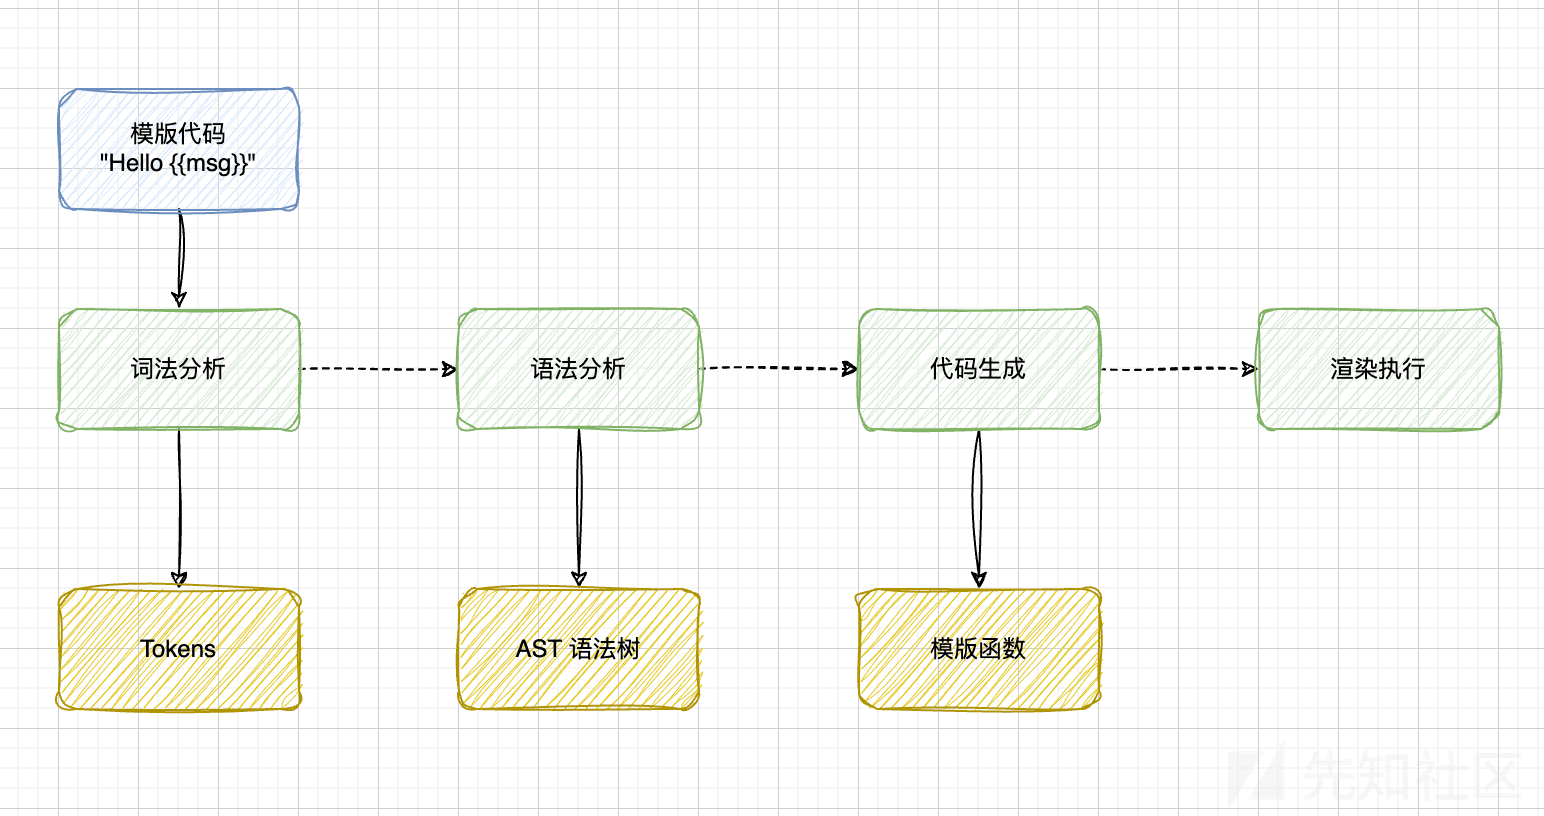 模版代码
"Hello {{msg}}"
词法分析
语法分析
代码生成
渲染执行
Tokens
AST 语法树
模版函数
先知社区